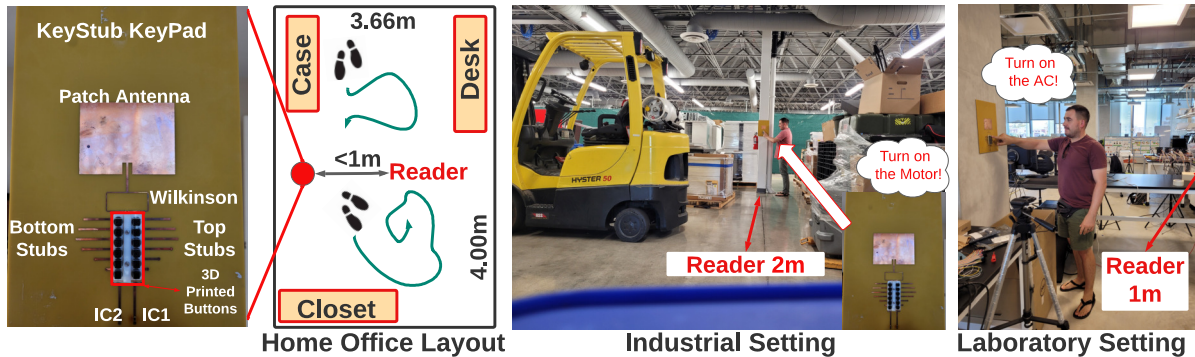 KeyStub KeyPad
Patch Antenna
Wilkinson
Bottom
Stubs
Top
Stubs
3D
Printed
Buttons
IC2
IC1
3.66m
Case
Desk
<1m
Reader
4.00m
Closet
Home Office Layout
HYSTER 50
Turn on
the Motor!
Reader 2m
Industrial Setting
Turn on
the AC!
Reader
1m
Laboratory Setting